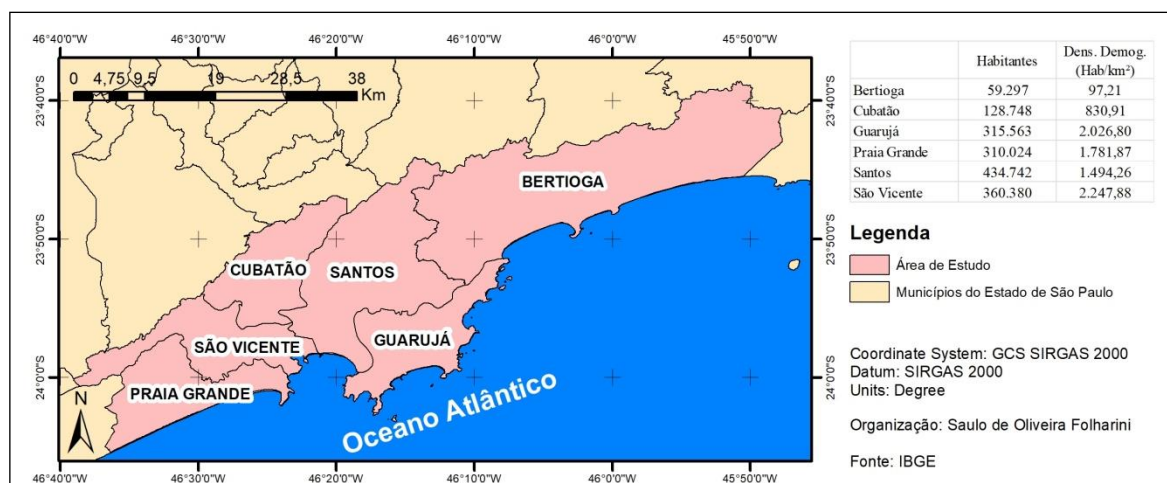 46°40'0"O 46°30'0"O 46°20'0"O 46°10'0"O 46°0'0"O 45°50'0"O
0 4,75 9,5 19 28,5 38
Km
23°40'0"S 23°40'0"S
BERTIOGA
23°50'0"S 23°50'0"S
CUBATÃO SANTOS
SÃO VICENTE GUARUJÁ
24°0'0"S 24°0'0"S
PRAIA GRANDE
N
Oceano Atlântico
46°40'0"O 46°30'0"O 46°20'0"O 46°10'0"O 46°0'0"O 45°50'0"O
Habitantes Dens. Demog. (Hab/km²)
Bertioga 59.297 97,21
Cubatão 128.748 830,91
Guarujá 315.563 2.026,80
Praia Grande 310.024 1.781,87
Santos 434.742 1.494,26
São Vicente 360.380 2.247,88
Legenda
Área de Estudo
Municípios do Estado de São Paulo
Coordinate System: GCS SIRGAS 2000
Datum: SIRGAS 2000
Units: Degree
Organização: Saulo de Oliveira Folharini
Fonte: IBGE